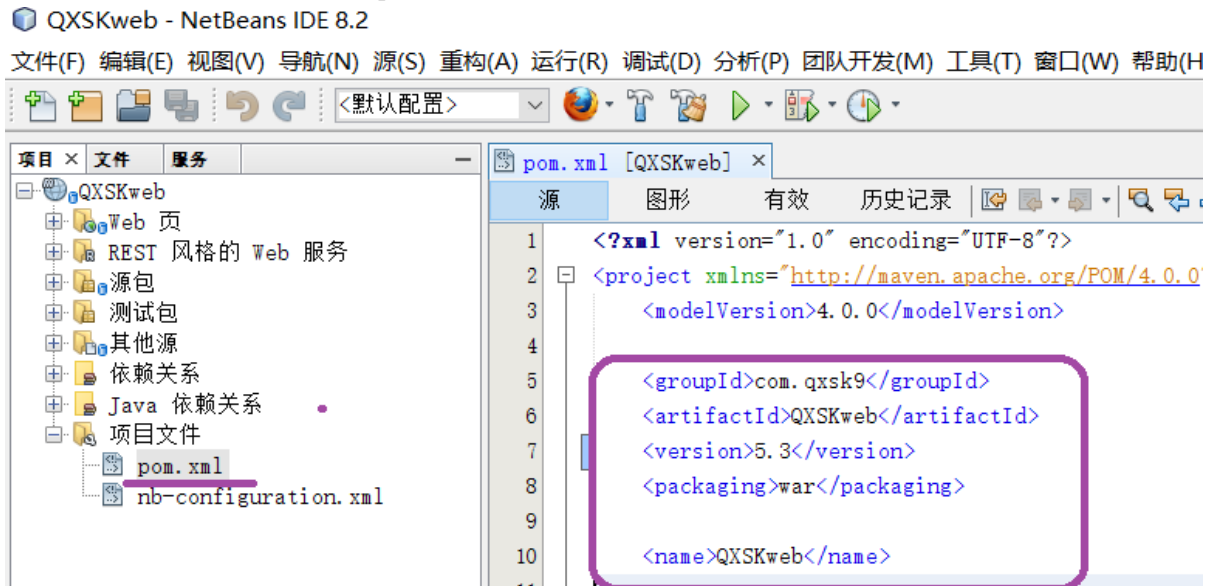 QXSKweb - NetBeans IDE 8.2
文件(F) 编辑(E) 视图(V) 导航(N) 源(S) 重构(A) 运行(R) 调试(D) 分析(P) 团队开发(M) 工具(T) 窗口(W) 帮助(H
<默认配置>
项目 × 文件 服务
pom.xml [QXSKweb] ×
源 图形 有效 历史记录
QXSKweb
Web 页
REST 风格的 Web 服务
源包
测试包
其他源
依赖关系
Java 依赖关系
项目文件
pom.xml
nb-configuration.xml
1 <?xml version="1.0" encoding="UTF-8"?>
2 <project xmlns="http://maven.apache.org/POM/4.0.0"
3 <modelVersion>4.0.0</modelVersion>
4
5 <groupId>com.qxsk9</groupId>
6 <artifactId>QXSKweb</artifactId>
7 <version>5.3</version>
8 <packaging>war</packaging>
9
10 <name>QXSKweb</name>